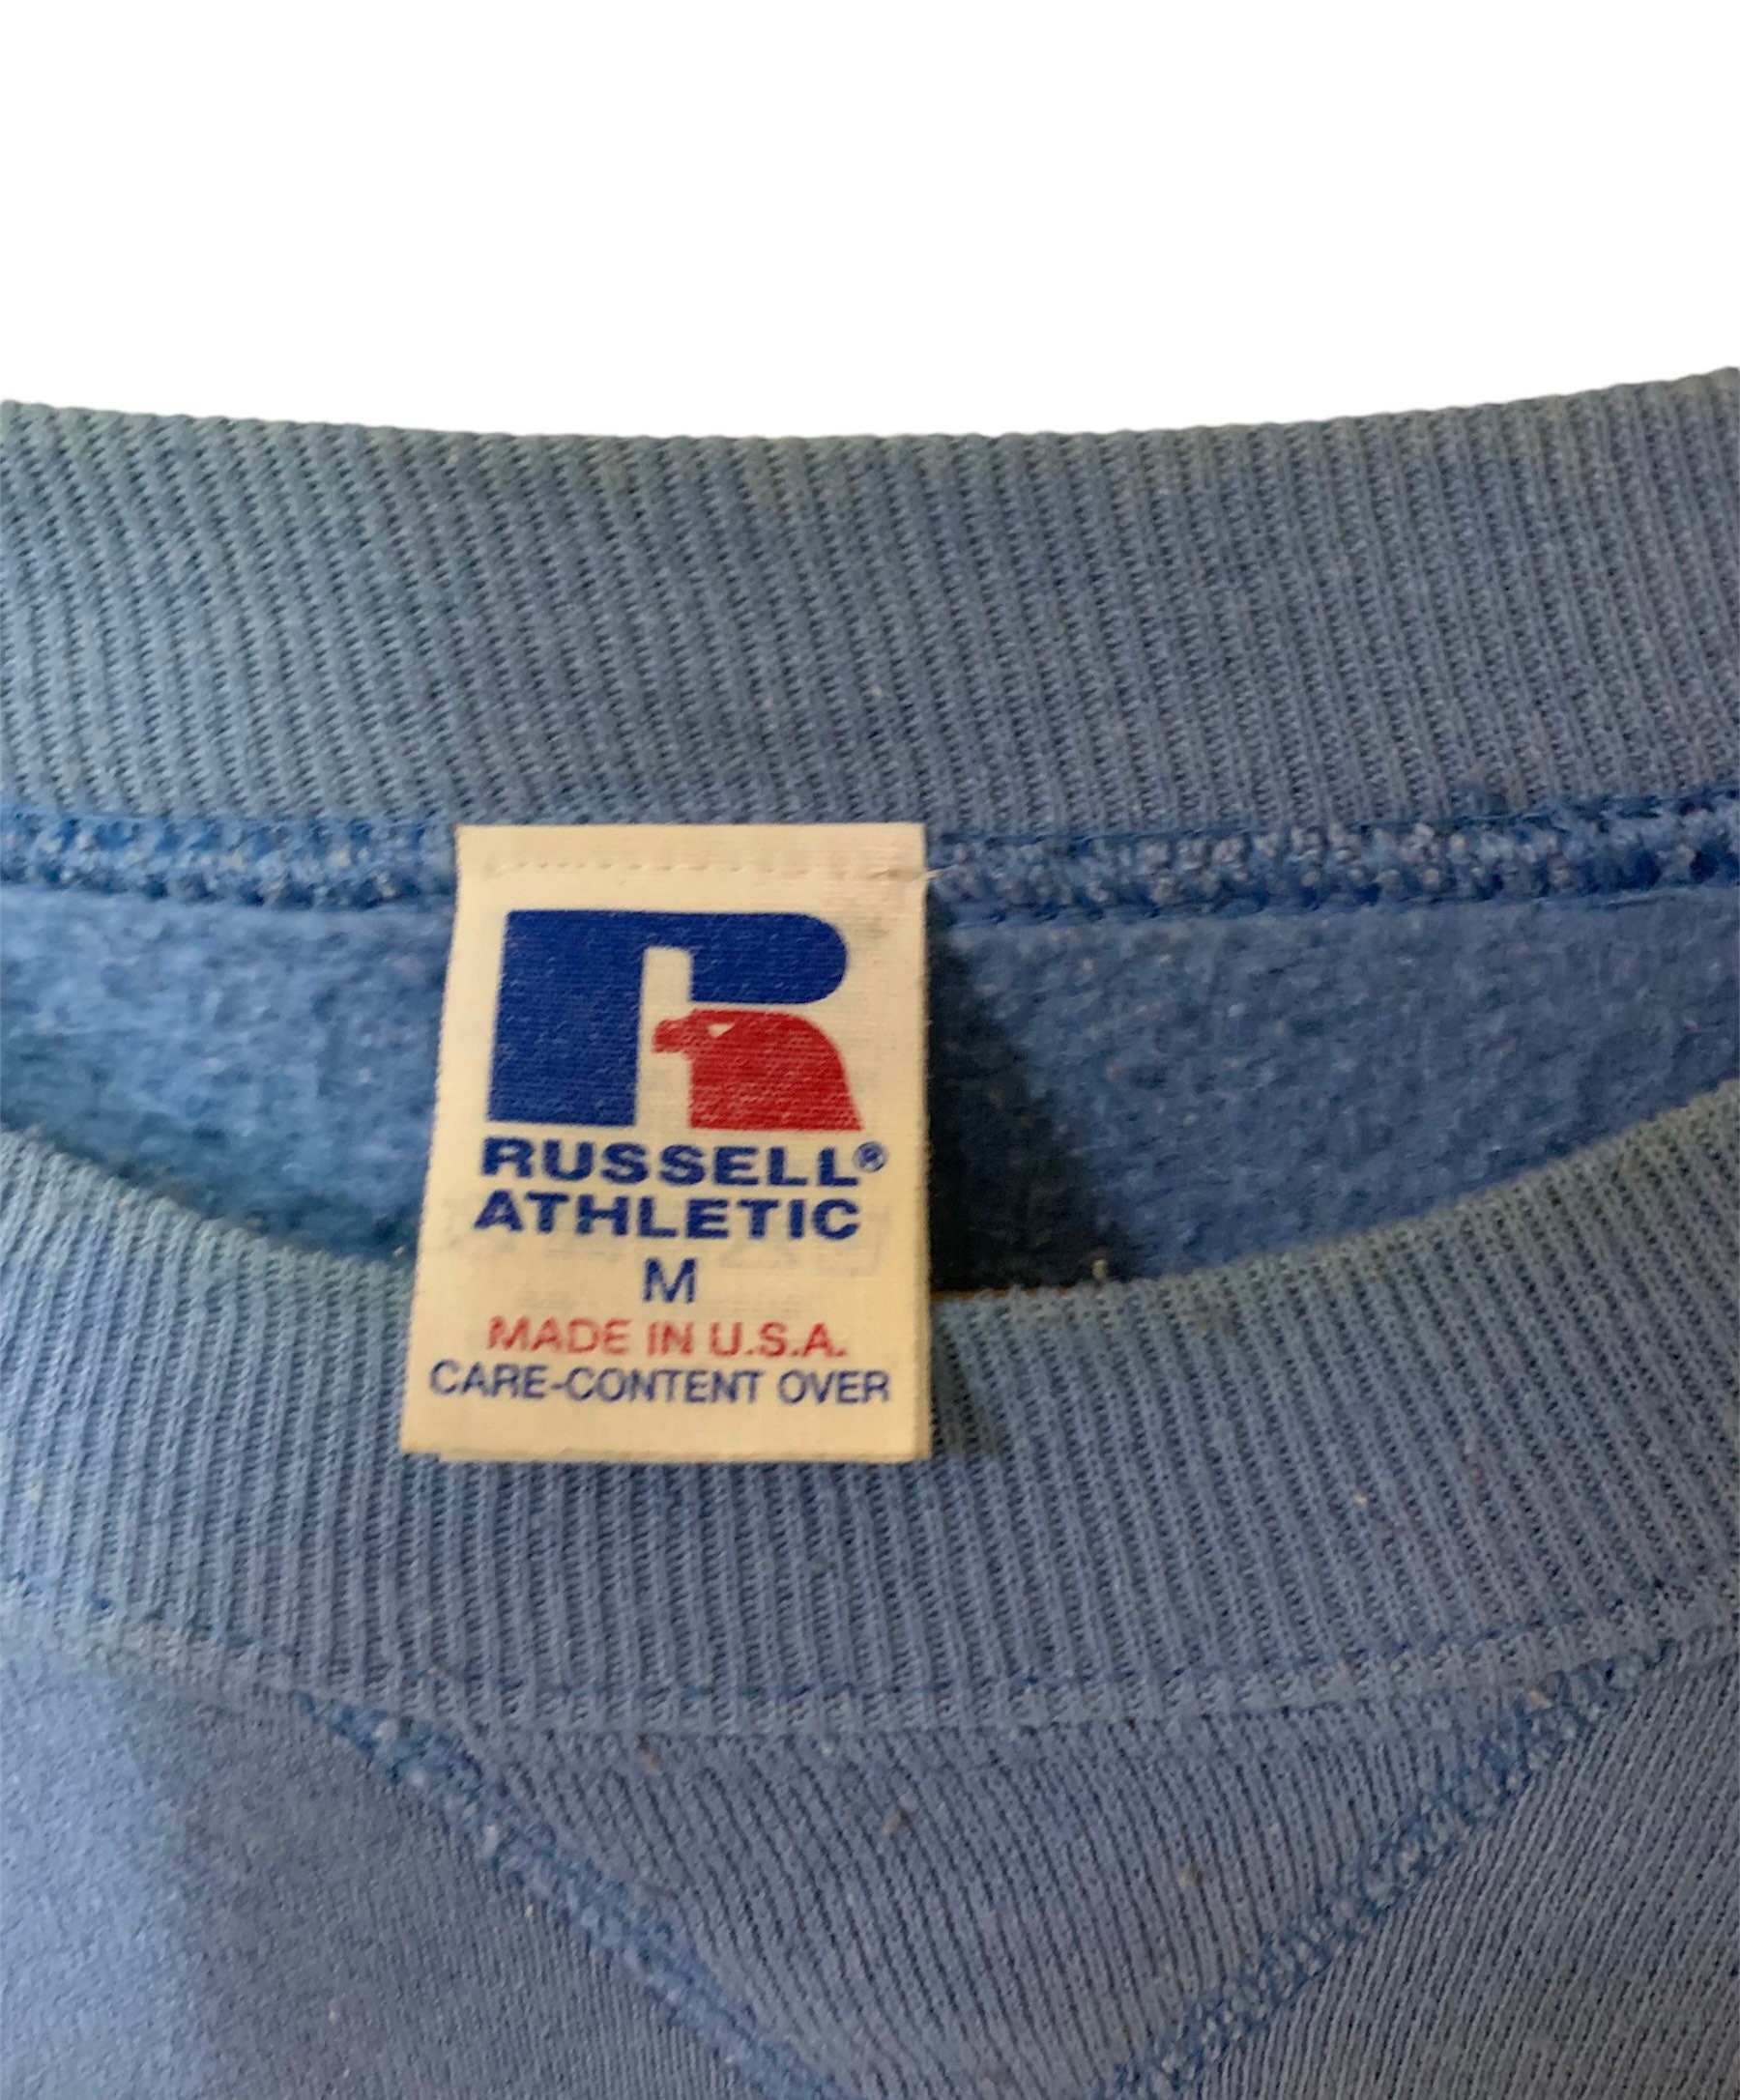 R
RUSSELL®
ATHLETIC
M
MADE IN U.S.A.
CARE-CONTENT OVER